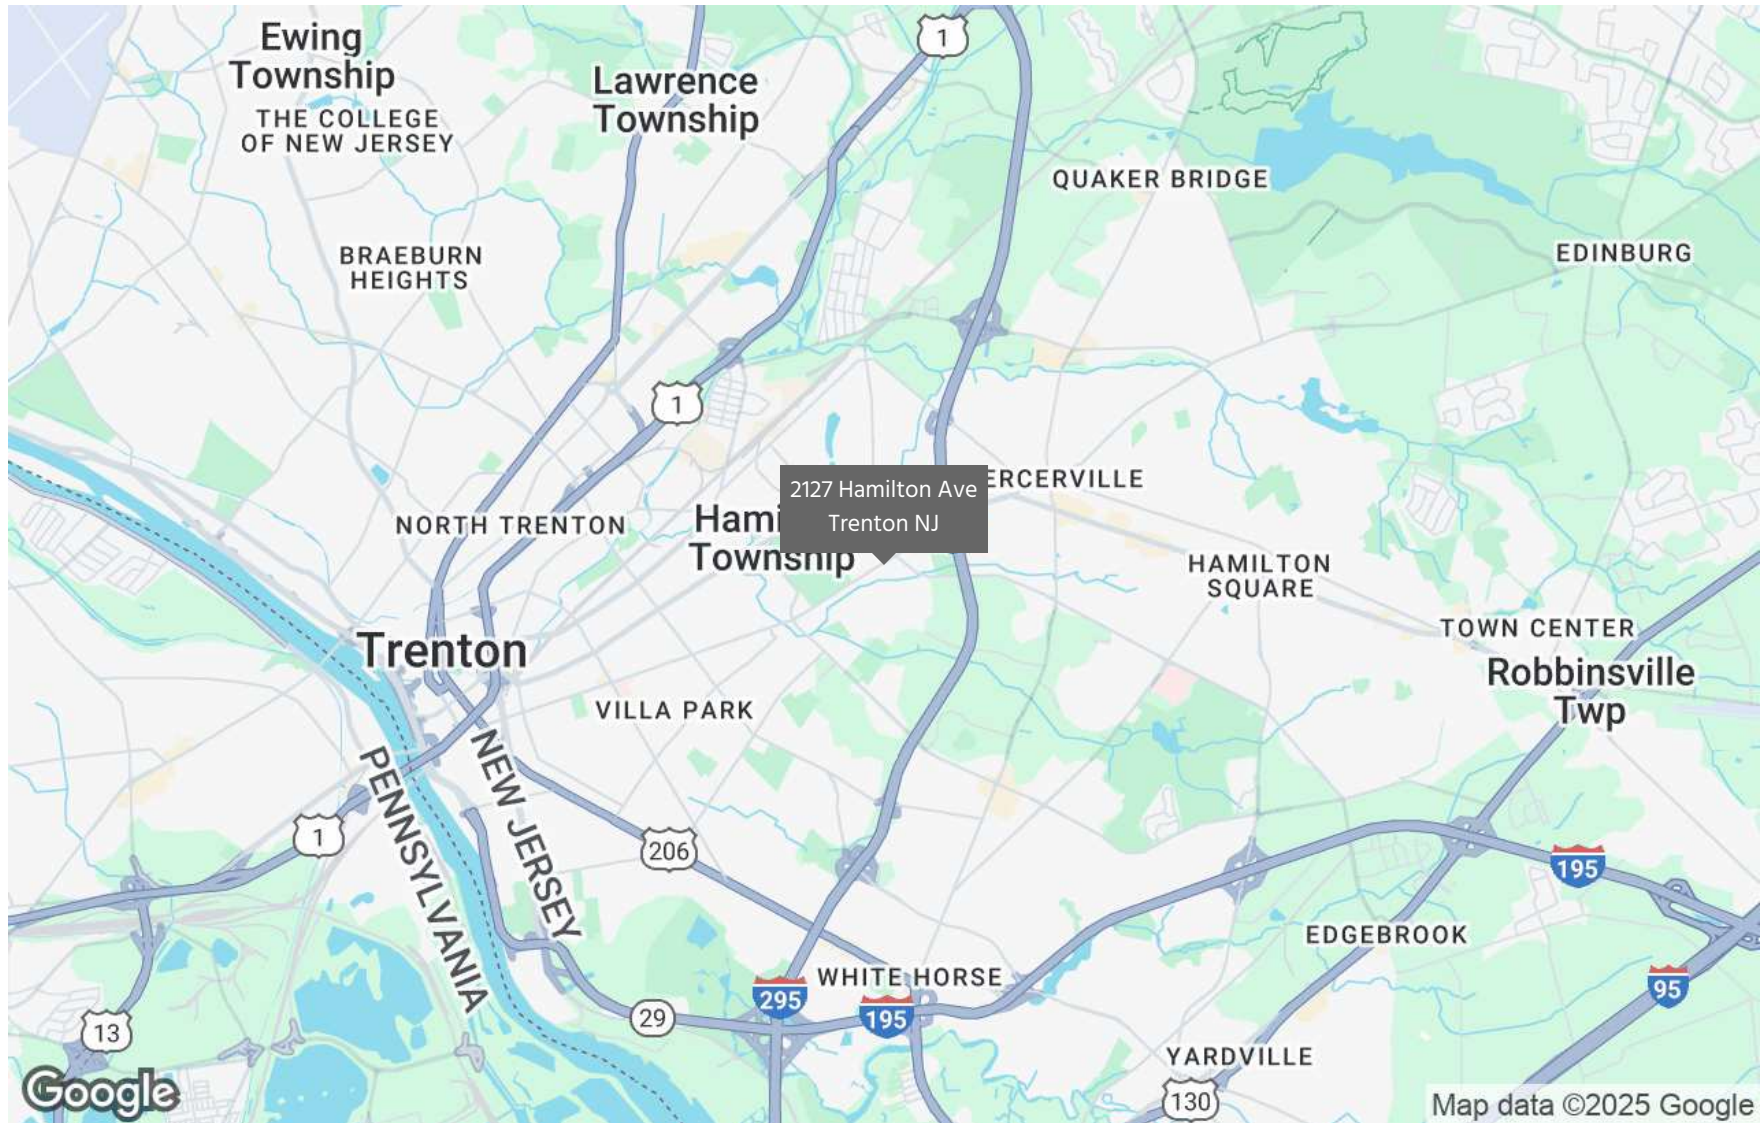 Ewing
Township
THE COLLEGE
OF NEW JERSEY
Lawrence
Township
1
QUAKER BRIDGE
EDINBURG
BRAEBURN
HEIGHTS
1
2127 Hamilton Ave
Trenton NJ
ERCERVILLE
NORTH TRENTON
Hami
Township
HAMILTON
SQUARE
TOWN CENTER
Robbinsville
Twp
Trenton
VILLA PARK
PENNSYLVANIA
NEW JERSEY
1
206
195
EDGEBROOK
WHITE HORSE
295
195
95
29
13
YARDVILLE
130
Google
Map data ©2025 Google